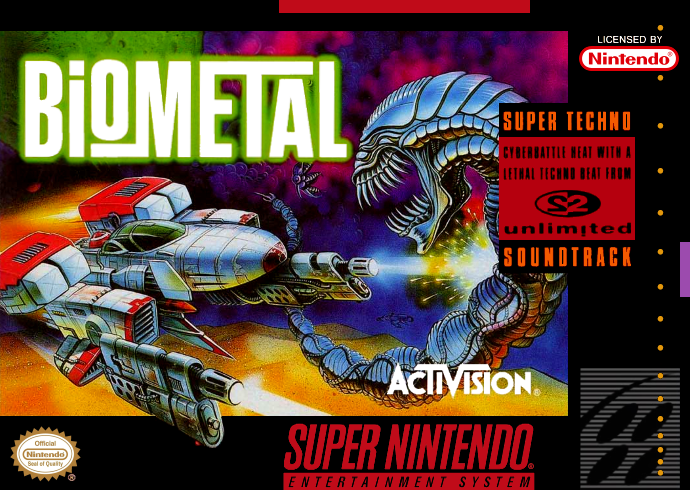 LICENSED BY
Nintendo®
BIOMETAL
SUPER TECHNO
CYBERBATTLE HEAT WITH A
LETHAL TECHNO BEAT FROM
2
unlimited
SOUNDTRACK
ACTIVISION®
Official
Nintendo
Seal of Quality
®
SUPER NINTENDO®
ENTERTAINMENT SYSTEM